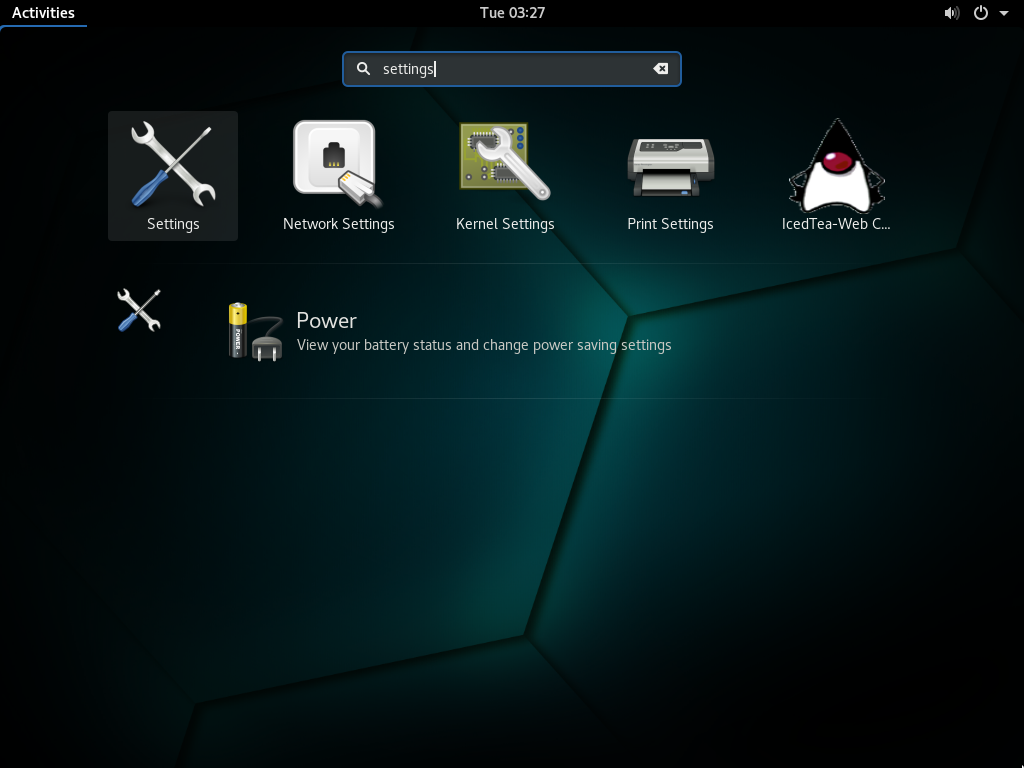 Activities
Tue 03:27
settings
Settings
Network Settings
Kernel Settings
Print Settings
IcedTea-Web C...
POWER
Power
View your battery status and change power saving settings